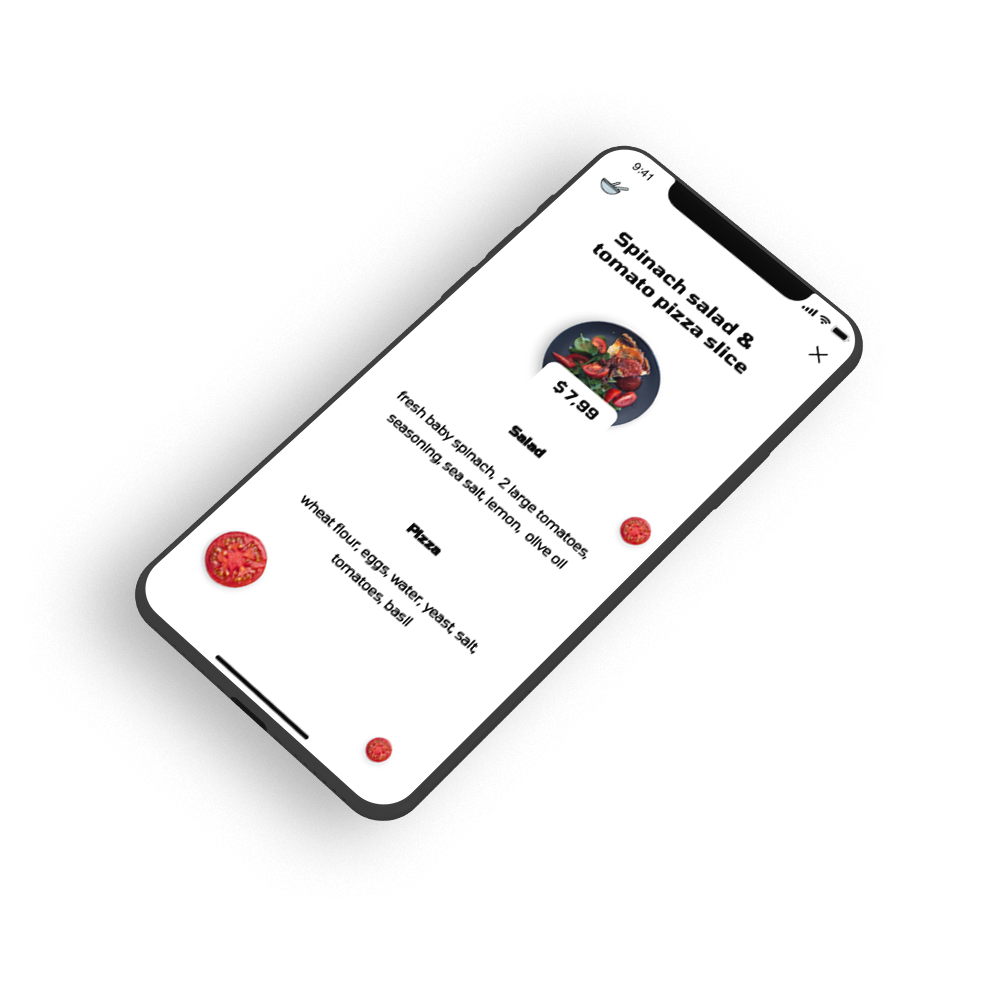 9:41
Spinach salad &
tomato pizza slice
$7,99
Salad
fresh baby spinach, 2 large tomatoes,
seasoning, sea salt, lemon, olive oil
Pizza
wheat flour, eggs, water, yeast, salt,
tomatoes, basil